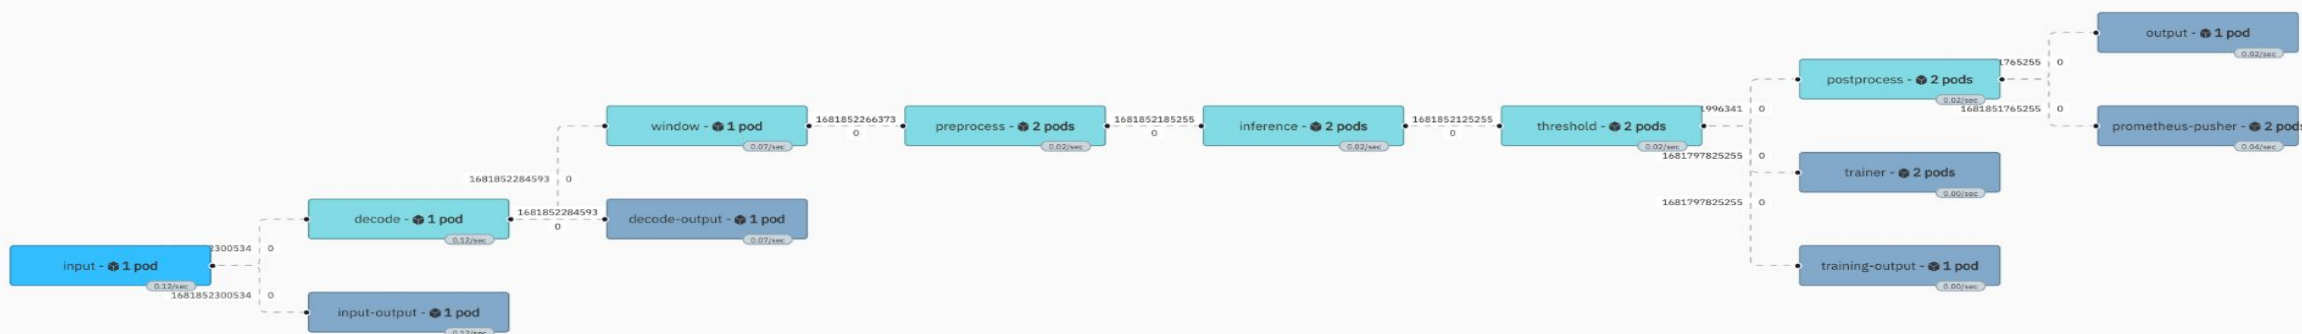 input - 1 pod
0.12/sec
2300534 0
1681852300534 0
decode - 1 pod
0.12/sec
input-output - 1 pod
0.12/sec
1681852284593 0
1681852284593
0
window - 1 pod
0.07/sec
decode-output - 1 pod
0.07/sec
1681852266373
0
preprocess - 2 pods
0.02/sec
1681852185255
0
inference - 2 pods
0.02/sec
1681852125255
0
threshold - 2 pods
0.02/sec
1996341 0
1681797825255 0
1681797825255 0
postprocess - 2 pods
0.02/sec
trainer - 2 pods
0.00/sec
training-output - 1 pod
0.00/sec
1765255 0
1681851765255 0
output - 1 pod
0.02/sec
prometheus-pusher - 2 pods
0.04/sec